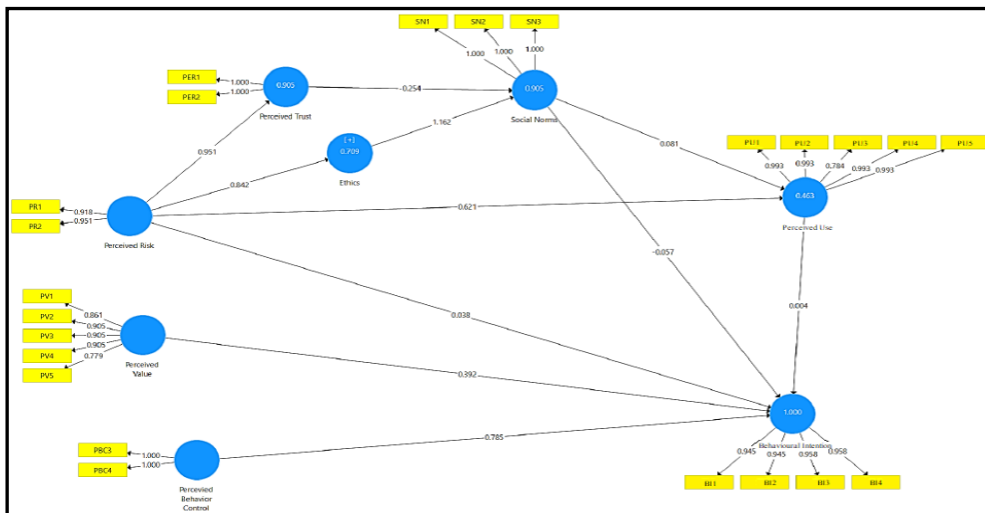 SN1 SN2 SN3
1.000 1.000 1.000
PER1
PER2
1.000
1.000
0.905
Perceived Trust
-0.254
0.905
Social Norms
[+]
0.709
Ethics
1.162
0.951
0.842
0.081
PU1 PU2 PU3 PU4 PU5
0.993 0.993 0.784 0.993 0.993
0.463
Perceived Use
PR1
PR2
0.918
0.951
Perceived Risk
0.621
-0.057
0.004
0.038
PV1
PV2
PV3
PV4
PV5
0.861
0.905
0.905
0.905
0.779
Perceived
Value
0.392
1.000
Behavioural Intention
0.785
PBC3
PBC4
1.000
1.000
Percevied
Behavior
Control
0.945 0.945 0.958 0.958
BI1 BI2 BI3 BI4